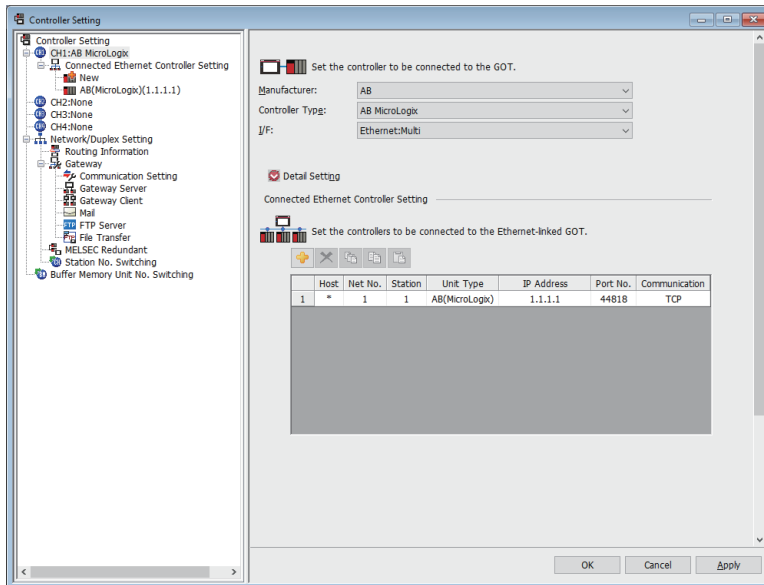 Controller Setting
Controller Setting
CH1:AB MicroLogix
Connected Ethernet Controller Setting
New
AB(MicroLogix)(1.1.1.1)
CH2:None
CH3:None
CH4:None
Network/Duplex Setting
Routing Information
Gateway
Communication Setting
Gateway Server
Gateway Client
Mail
FTP Server
File Transfer
MELSEC Redundant
Station No. Switching
Buffer Memory Unit No. Switching
Set the controller to be connected to the GOT.
Manufacturer: AB
Controller Type: AB MicroLogix
I/F: Ethernet:Multi
Detail Setting
Connected Ethernet Controller Setting
Set the controllers to be connected to the Ethernet-linked GOT.
Host Net No. Station Unit Type IP Address Port No. Communication
1 * 1 1 AB(MicroLogix) 1.1.1.1 44818 TCP
OK Cancel Apply